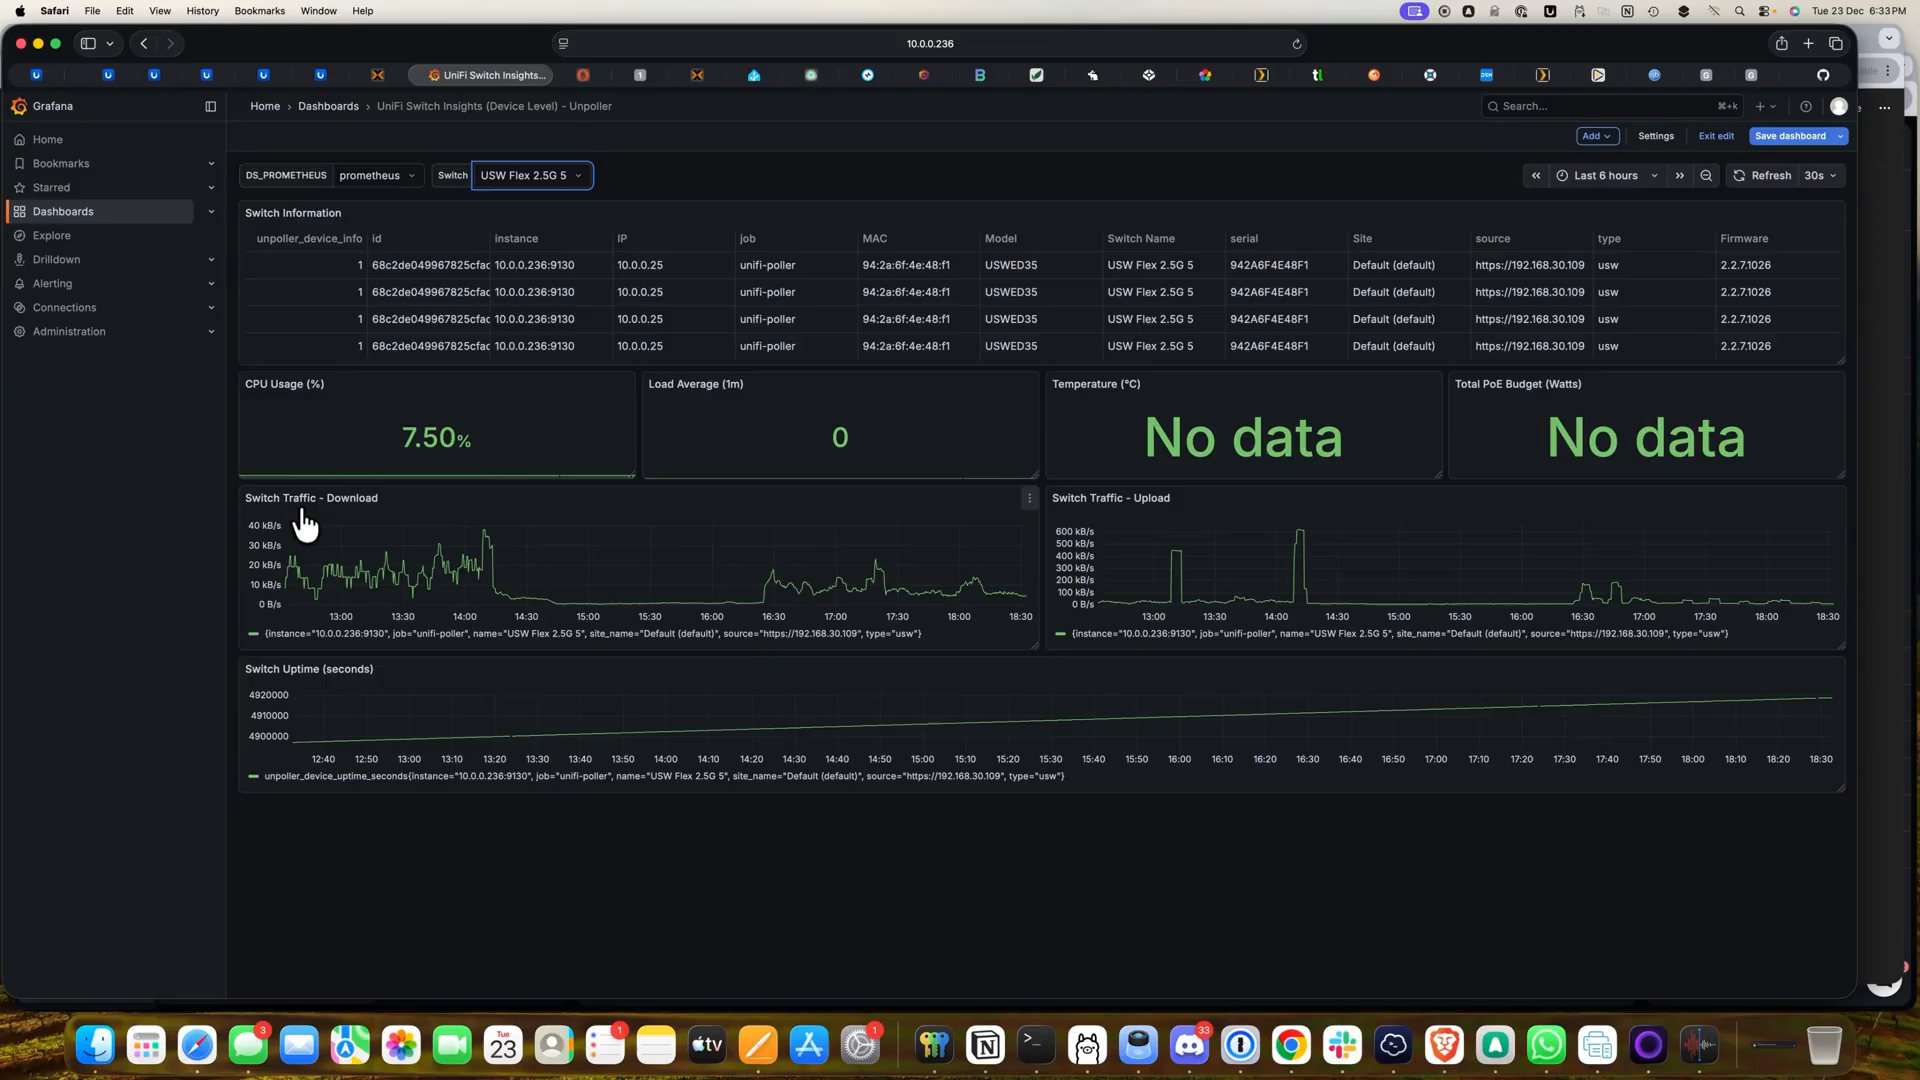 Safari File Edit View History Bookmarks Window Help
Tue 23 Dec 6:33 PM
10.0.0.236
UniFi Switch Insights...
Grafana
Home › Dashboards › UniFi Switch Insights (Device Level) - Unpoller
Search... ⌘+k
Home
Bookmarks
Starred
Dashboards
Explore
Drilldown
Alerting
Connections
Administration
Add Settings Exit edit Save dashboard
DS_PROMETHEUS prometheus Switch USW Flex 2.5G 5
Last 6 hours Refresh 30s
Switch Information
unpoller_device_info id instance IP job MAC Model Switch Name serial Site source type Firmware
1 68c2de049967825cfac 10.0.0.236:9130 10.0.0.25 unifi-poller 94:2a:6f:4e:48:f1 USWED35 USW Flex 2.5G 5 942A6F4E48F1 Default (default) https://192.168.30.109 usw 2.2.7.1026
1 68c2de049967825cfac 10.0.0.236:9130 10.0.0.25 unifi-poller 94:2a:6f:4e:48:f1 USWED35 USW Flex 2.5G 5 942A6F4E48F1 Default (default) https://192.168.30.109 usw 2.2.7.1026
1 68c2de049967825cfac 10.0.0.236:9130 10.0.0.25 unifi-poller 94:2a:6f:4e:48:f1 USWED35 USW Flex 2.5G 5 942A6F4E48F1 Default (default) https://192.168.30.109 usw 2.2.7.1026
1 68c2de049967825cfac 10.0.0.236:9130 10.0.0.25 unifi-poller 94:2a:6f:4e:48:f1 USWED35 USW Flex 2.5G 5 942A6F4E48F1 Default (default) https://192.168.30.109 usw 2.2.7.1026
CPU Usage (%)
7.50%
Load Average (1m)
0
Temperature (°C)
No data
Total PoE Budget (Watts)
No data
Switch Traffic - Download
40 kB/s
30 kB/s
20 kB/s
10 kB/s
0 B/s
13:00 13:30 14:00 14:30 15:00 15:30 16:00 16:30 17:00 17:30 18:00 18:30
{instance="10.0.0.236:9130", job="unifi-poller", name="USW Flex 2.5G 5", site_name="Default (default)", source="https://192.168.30.109", type="usw"}
Switch Traffic - Upload
600 kB/s
500 kB/s
400 kB/s
300 kB/s
200 kB/s
100 kB/s
0 B/s
13:00 13:30 14:00 14:30 15:00 15:30 16:00 16:30 17:00 17:30 18:00 18:30
{instance="10.0.0.236:9130", job="unifi-poller", name="USW Flex 2.5G 5", site_name="Default (default)", source="https://192.168.30.109", type="usw"}
Switch Uptime (seconds)
4920000
4910000
4900000
12:40 12:50 13:00 13:10 13:20 13:30 13:40 13:50 14:00 14:10 14:20 14:30 14:40 14:50 15:00 15:10 15:20 15:30 15:40 15:50 16:00 16:10 16:20 16:30 16:40 16:50 17:00 17:10 17:20 17:30 17:40 17:50 18:00 18:10 18:20 18:30
unpoller_device_uptime_seconds{instance="10.0.0.236:9130", job="unifi-poller", name="USW Flex 2.5G 5", site_name="Default (default)", source="https://192.168.30.109", type="usw"}
3
Tue
23
1
tv
1
33